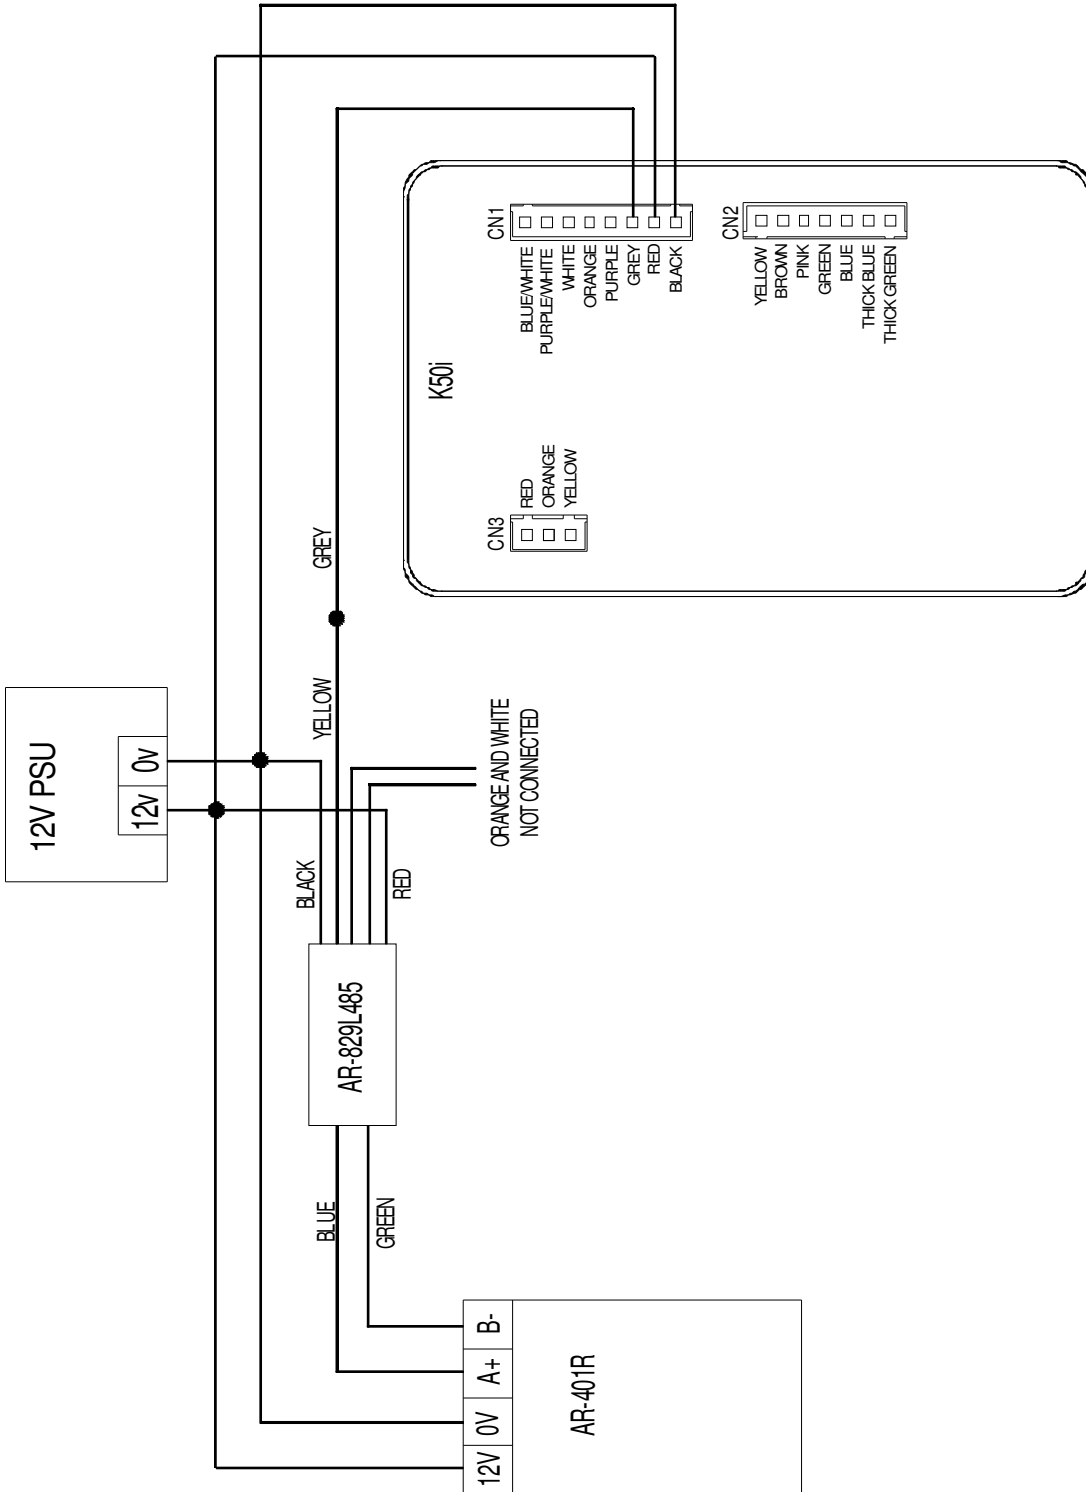 12V PSU
12v
0v
BLACK
RED
YELLOW
GREY
ORANGE AND WHITE
NOT CONNECTED
AR-829L485
BLUE
GREEN
12V
0V
A+
B-
AR-401R
K50i
CN1
BLUE/WHITE
PURPLE/WHITE
WHITE
ORANGE
PURPLE
GREY
RED
BLACK
CN2
YELLOW
BROWN
PINK
GREEN
BLUE
THICK BLUE
THICK GREEN
CN3
RED
ORANGE
YELLOW